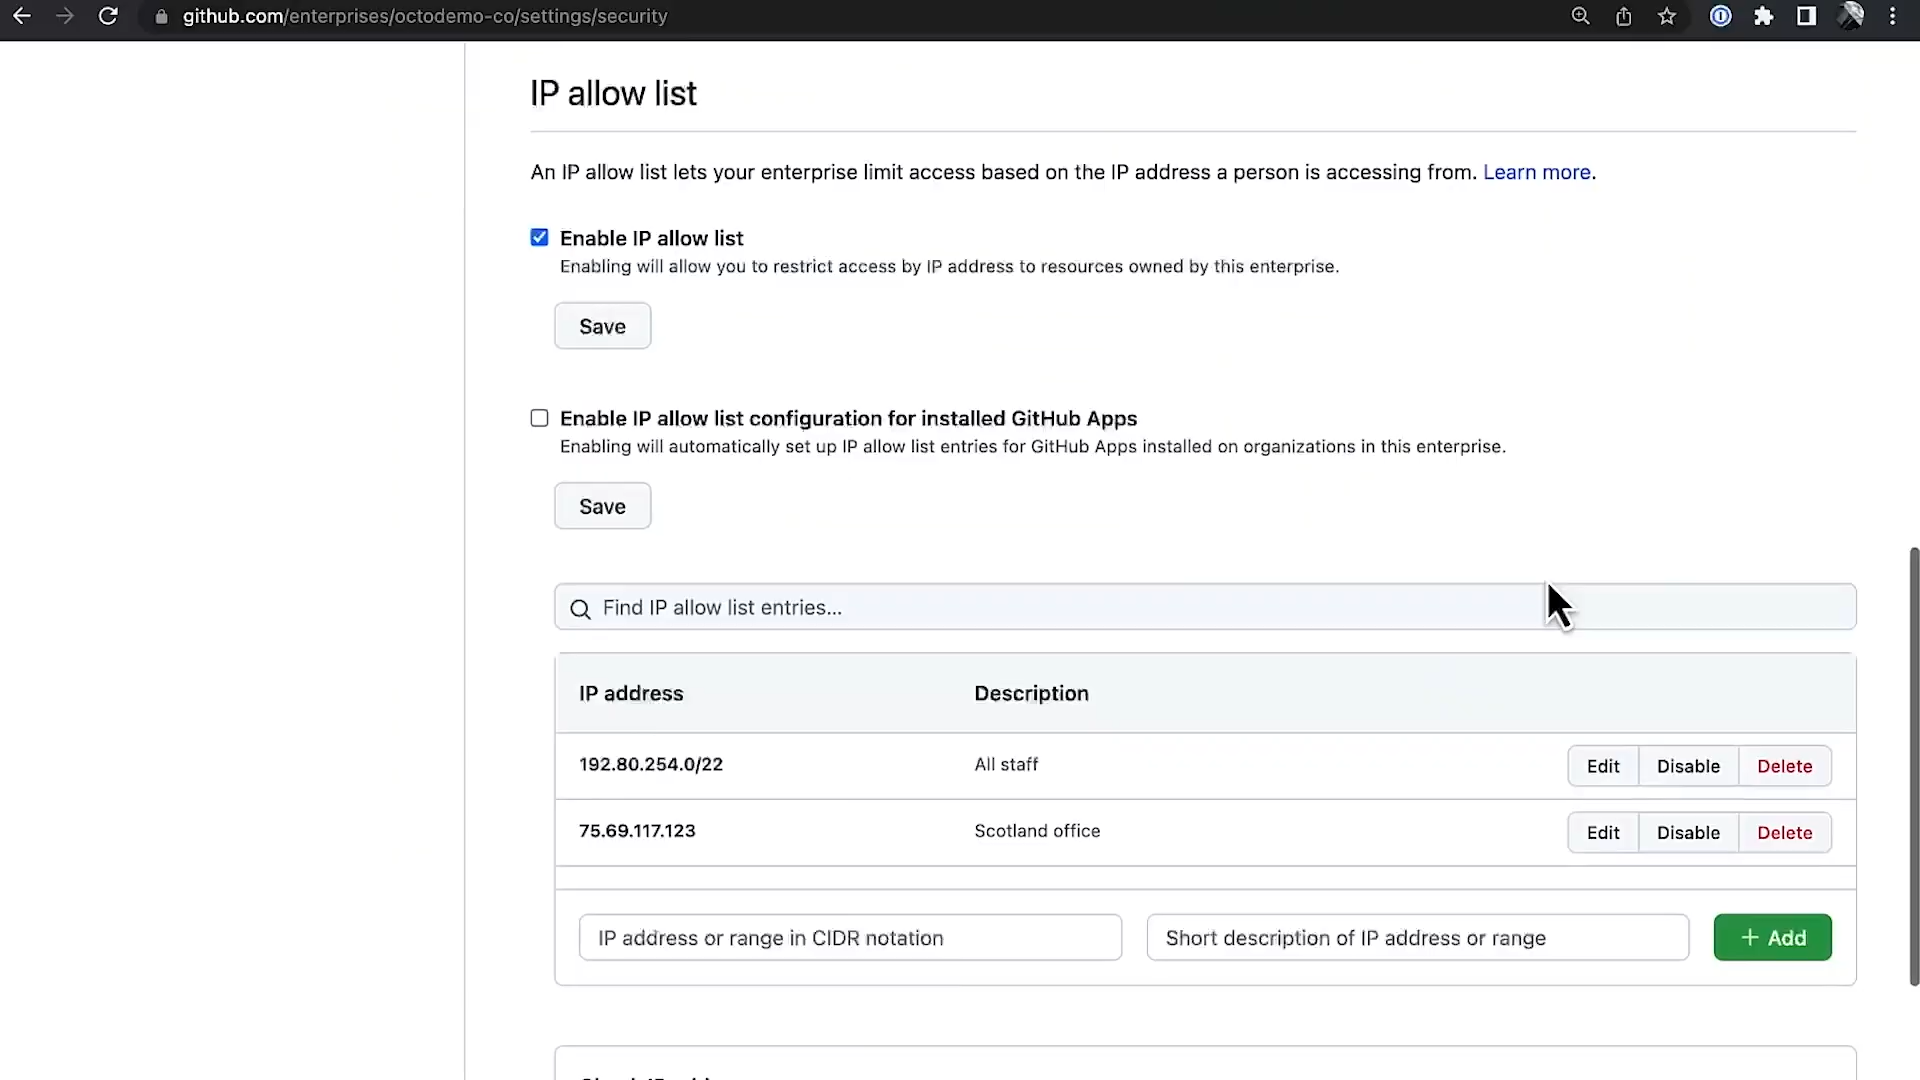 github.com/enterprises/octodemo-co/settings/security
IP allow list
An IP allow list lets your enterprise limit access based on the IP address a person is accessing from. Learn more.
Enable IP allow list
Enabling will allow you to restrict access by IP address to resources owned by this enterprise.
Save
Enable IP allow list configuration for installed GitHub Apps
Enabling will automatically set up IP allow list entries for GitHub Apps installed on organizations in this enterprise.
Save
Find IP allow list entries...
IP address Description
192.80.254.0/22 All staff Edit Disable Delete
75.69.117.123 Scotland office Edit Disable Delete
IP address or range in CIDR notation Short description of IP address or range + Add